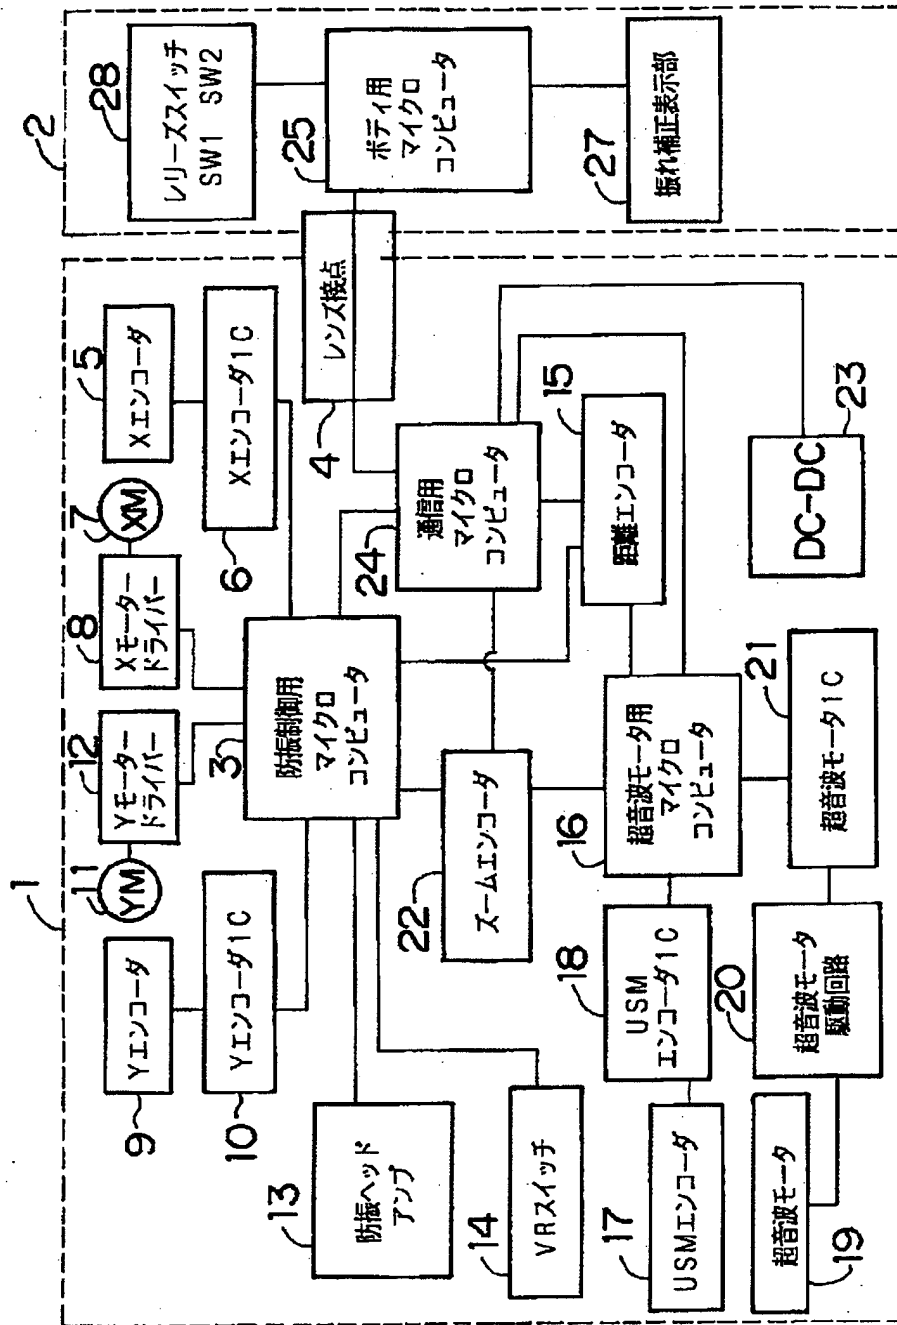 1
2
9
Yエンコーダ
10
YエンコーダIC
11
YM
12
Yモーター
ドライバー
8
Xモーター
ドライバー
7
XM
5
Xエンコーダ
6
XエンコーダIC
28
レリーズスイッチ
SW1 SW2
13
防振ヘッド
アンプ
3
防振制御用
マイクロ
コンピュータ
4
レンズ接点
25
ボディ用
マイクロ
コンピュータ
14
VRスイッチ
22
ズームエンコーダ
24
通信用
マイクロ
コンピュータ
15
距離エンコーダ
27
振れ補正表示部
17
USMエンコーダ
18
USM
エンコーダIC
16
超音波モータ用
マイクロ
コンピュータ
23
DC-DC
19
超音波モータ
20
超音波モータ
駆動回路
21
超音波モータIC